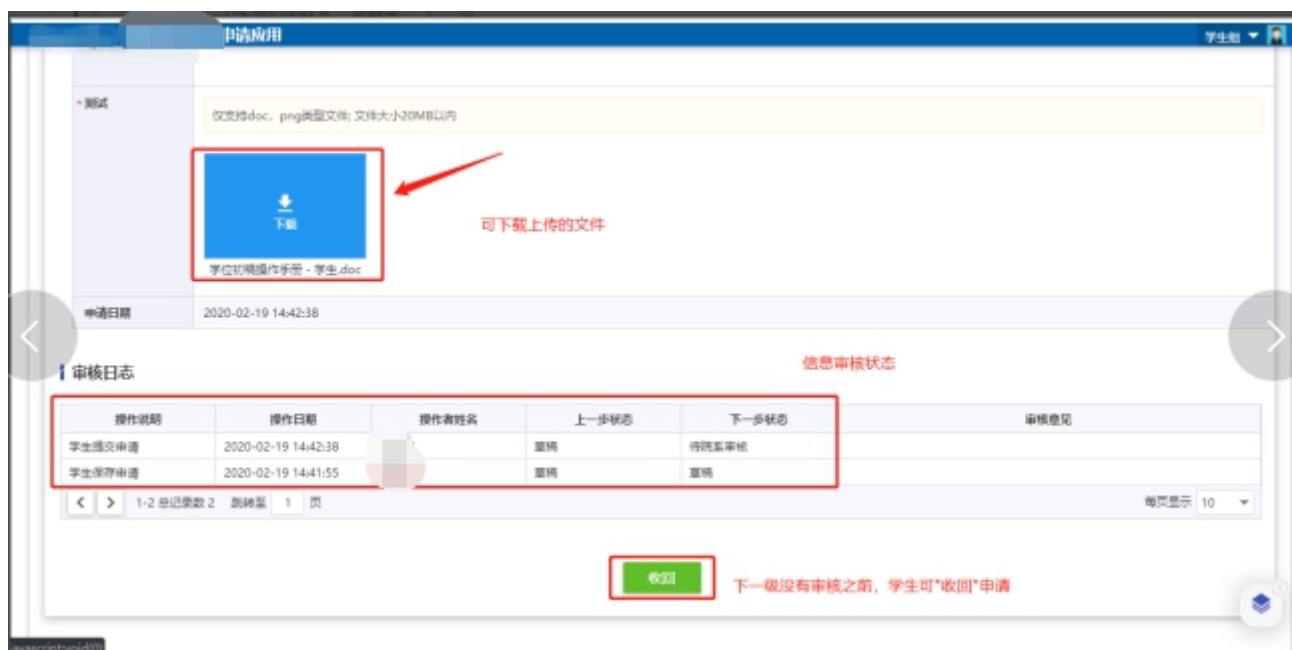 申请应用
学生组
* 测试
仅支持doc、png类型文件; 文件大小20MB以内
下载
可下载上传的文件
学位初稿操作手册 - 学生.doc
申请日期 2020-02-19 14:42:38
信息审核状态
审核日志
操作说明 操作日期 操作者姓名 上一步状态 下一步状态 审核意见
学生提交申请 2020-02-19 14:42:38 草稿 待院系审核
学生保存申请 2020-02-19 14:41:55 草稿 草稿
1-2 总记录数 2 跳转至 1 页 每页显示 10
收回
下一级没有审核之前，学生可"收回"申请